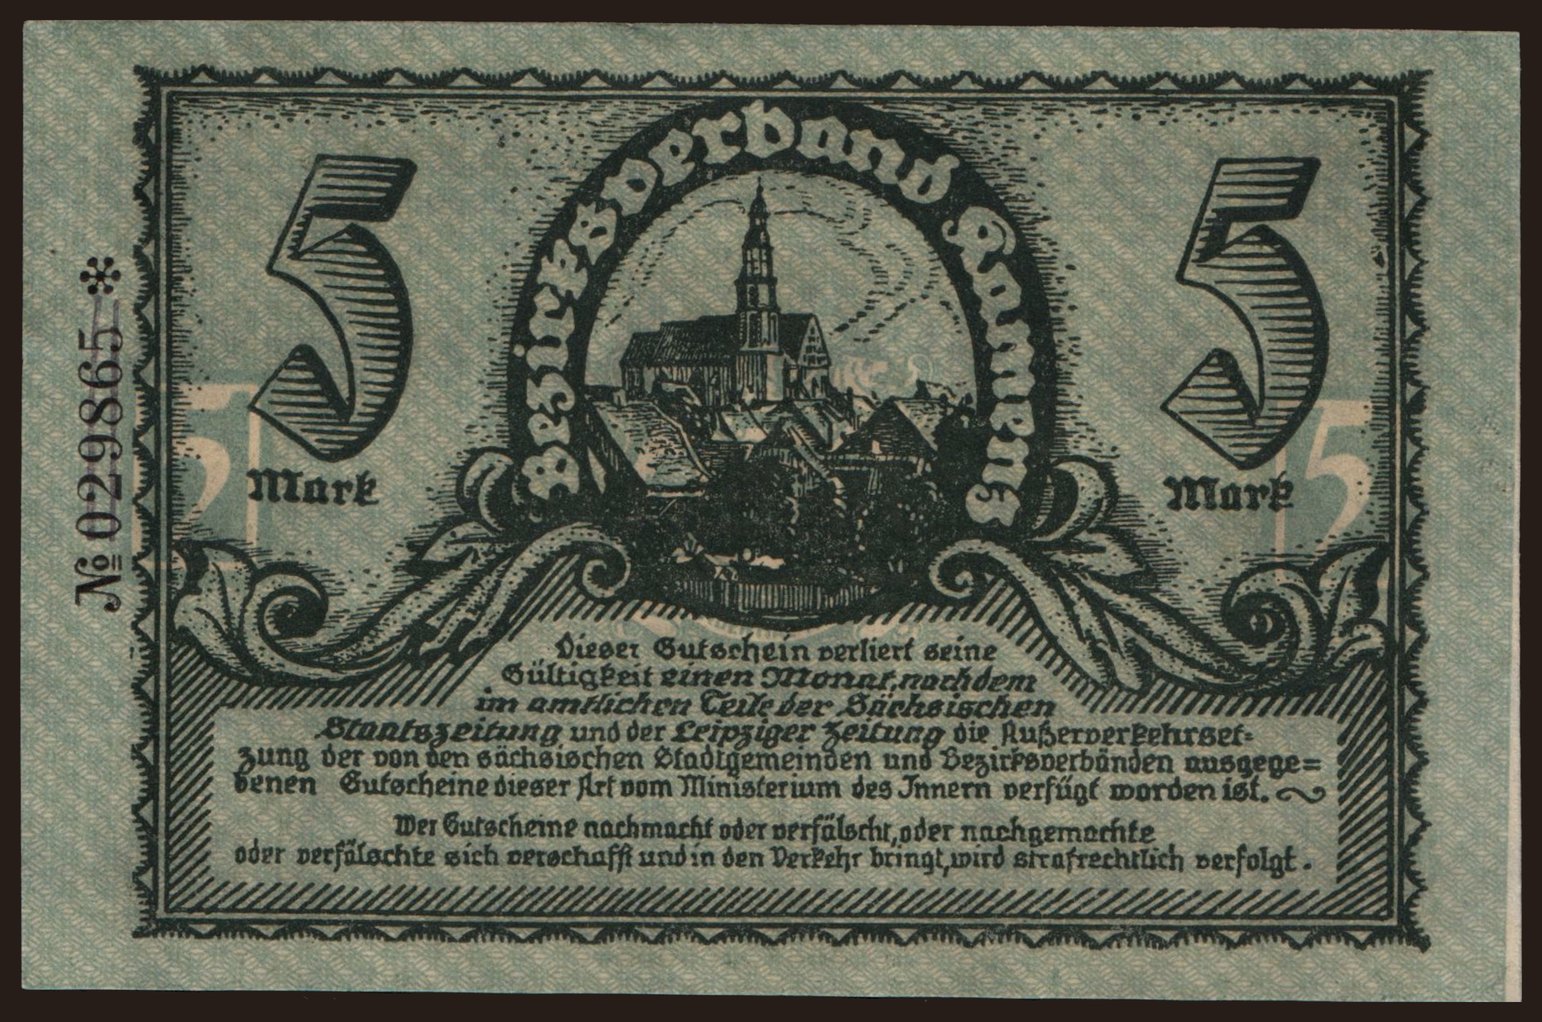 Bezirksverband Camenz
5
5
Mark
Mark
№ 029865 *
5
5
Dieser Gutschein verliert seine
Gültigkeit einen Monat, nachdem
im amtlichen Teile der Sächsischen
Staatszeitung und der Leipziger Zeitung die Außerverkehrset=
zung der von den sächsischen Stadtgemeinden und Bezirksverbänden ausgege=
benen Gutscheine dieser Art vom Ministerium des Innern verfügt worden ist.
Wer Gutscheine nachmacht oder verfälscht, oder nachgemachte
oder verfälschte sich verschafft und in den Verkehr bringt, wird strafrechtlich verfolgt.